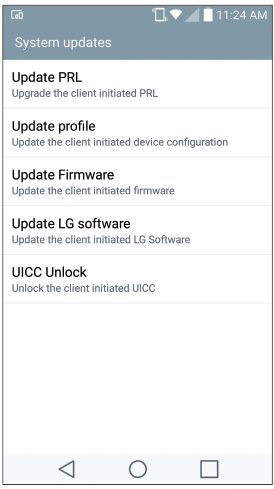 11:24 AM
System updates
Update PRL
Upgrade the client initiated PRL
Update profile
Update the client initiated device configuration
Update Firmware
Update the client initiated firmware
Update LG software
Update the client initiated LG Software
UICC Unlock
Unlock the client initiated UICC